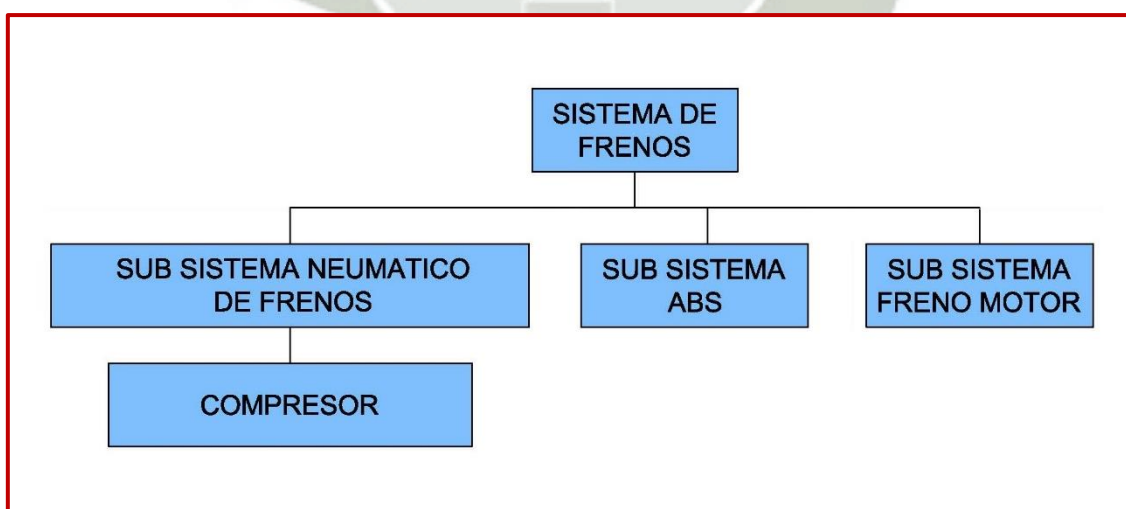 SISTEMA DE
FRENOS
SUB SISTEMA NEUMATICO
DE FRENOS
SUB SISTEMA
ABS
SUB SISTEMA
FRENO MOTOR
COMPRESOR